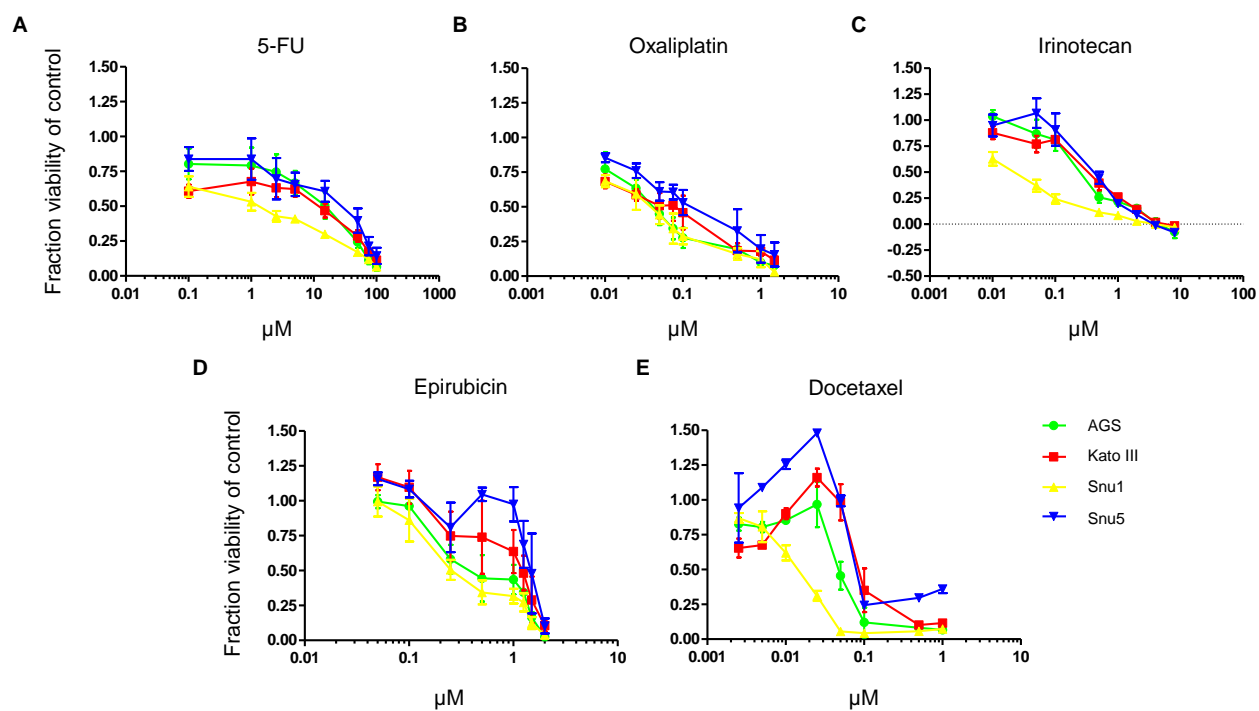 A
5-FU
Fraction viability of control
1.50
1.25
1.00
0.75
0.50
0.25
0.00
0.01 0.1 1 10 100 1000
µM
B
Oxaliplatin
1.50
1.25
1.00
0.75
0.50
0.25
0.00
0.001 0.01 0.1 1 10
µM
C
Irinotecan
1.50
1.25
1.00
0.75
0.50
0.25
0.00
-0.25
-0.50
0.001 0.01 0.1 1 10 100
µM
D
Epirubicin
Fraction viability of control
1.50
1.25
1.00
0.75
0.50
0.25
0.00
0.01 0.1 1 10
µM
E
Docetaxel
1.50
1.25
1.00
0.75
0.50
0.25
0.00
0.001 0.01 0.1 1 10
µM
AGS
Kato III
Snu1
Snu5